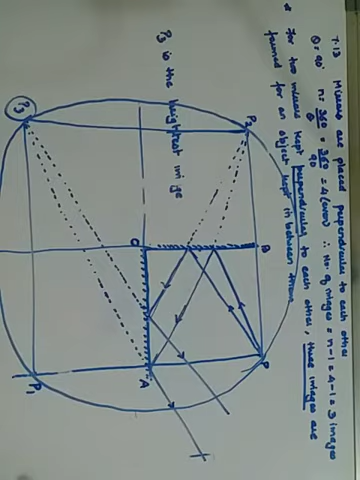 7.13 Mirrors are placed perpendicular to each other
θ = 90° n = 360/θ = 360/90 = 4 (even) ∴ No. of images = n-1 = 4-1 = 3 images
* For two mirrors kept perpendicular to each other, three images are
formed for an object kept in between them
P3 is the brightest image
P3
P2
O
B
A
P
P1